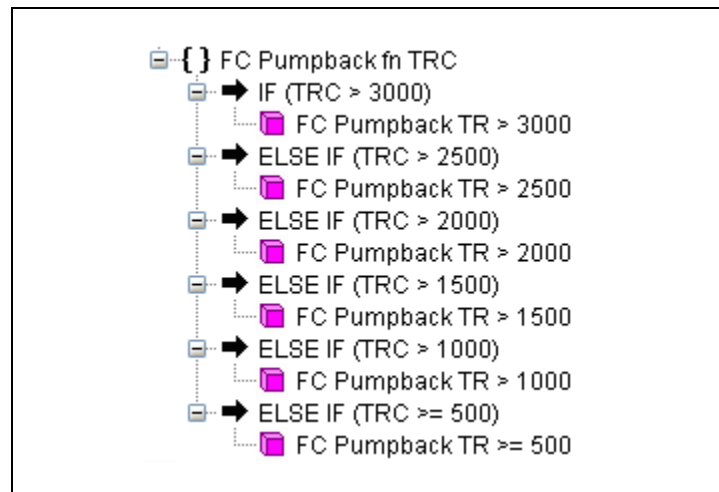 { } FC Pumpback fn TRC
IF (TRC > 3000)
FC Pumpback TR > 3000
ELSE IF (TRC > 2500)
FC Pumpback TR > 2500
ELSE IF (TRC > 2000)
FC Pumpback TR > 2000
ELSE IF (TRC > 1500)
FC Pumpback TR > 1500
ELSE IF (TRC > 1000)
FC Pumpback TR > 1000
ELSE IF (TRC >= 500)
FC Pumpback TR >= 500